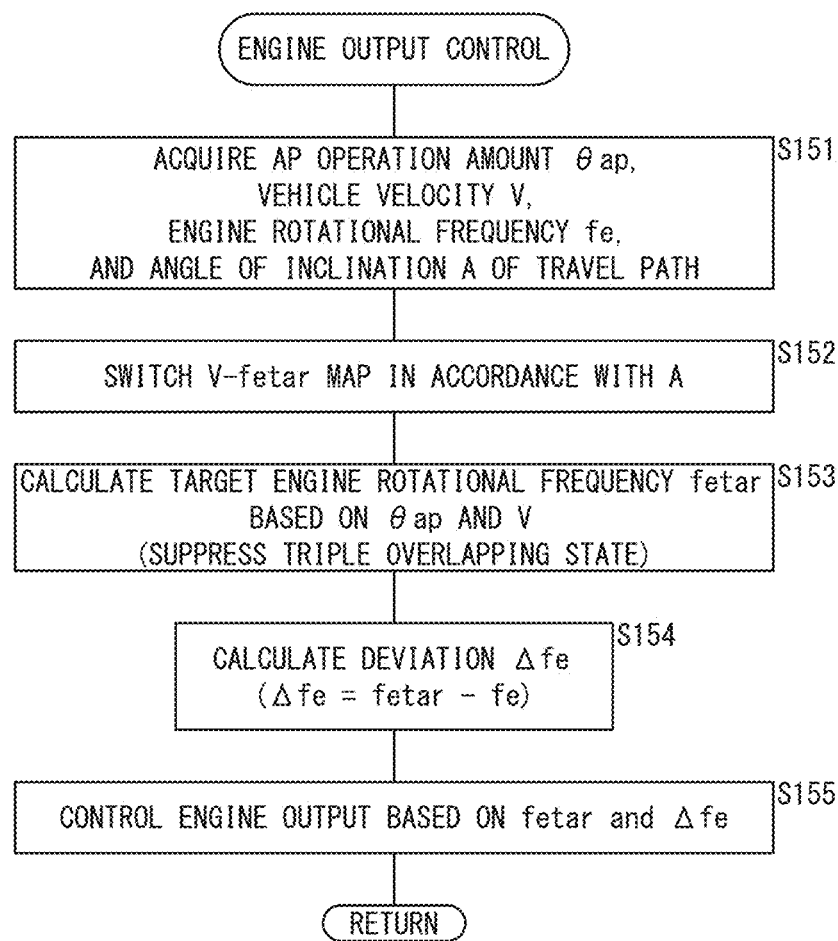 ENGINE OUTPUT CONTROL
S151
ACQUIRE AP OPERATION AMOUNT θap,
VEHICLE VELOCITY V,
ENGINE ROTATIONAL FREQUENCY fe,
AND ANGLE OF INCLINATION A OF TRAVEL PATH
S152
SWITCH V-fetar MAP IN ACCORDANCE WITH A
S153
CALCULATE TARGET ENGINE ROTATIONAL FREQUENCY fetar
BASED ON θap AND V
(SUPPRESS TRIPLE OVERLAPPING STATE)
S154
CALCULATE DEVIATION Δfe
(Δfe = fetar - fe)
S155
CONTROL ENGINE OUTPUT BASED ON fetar and Δfe
RETURN